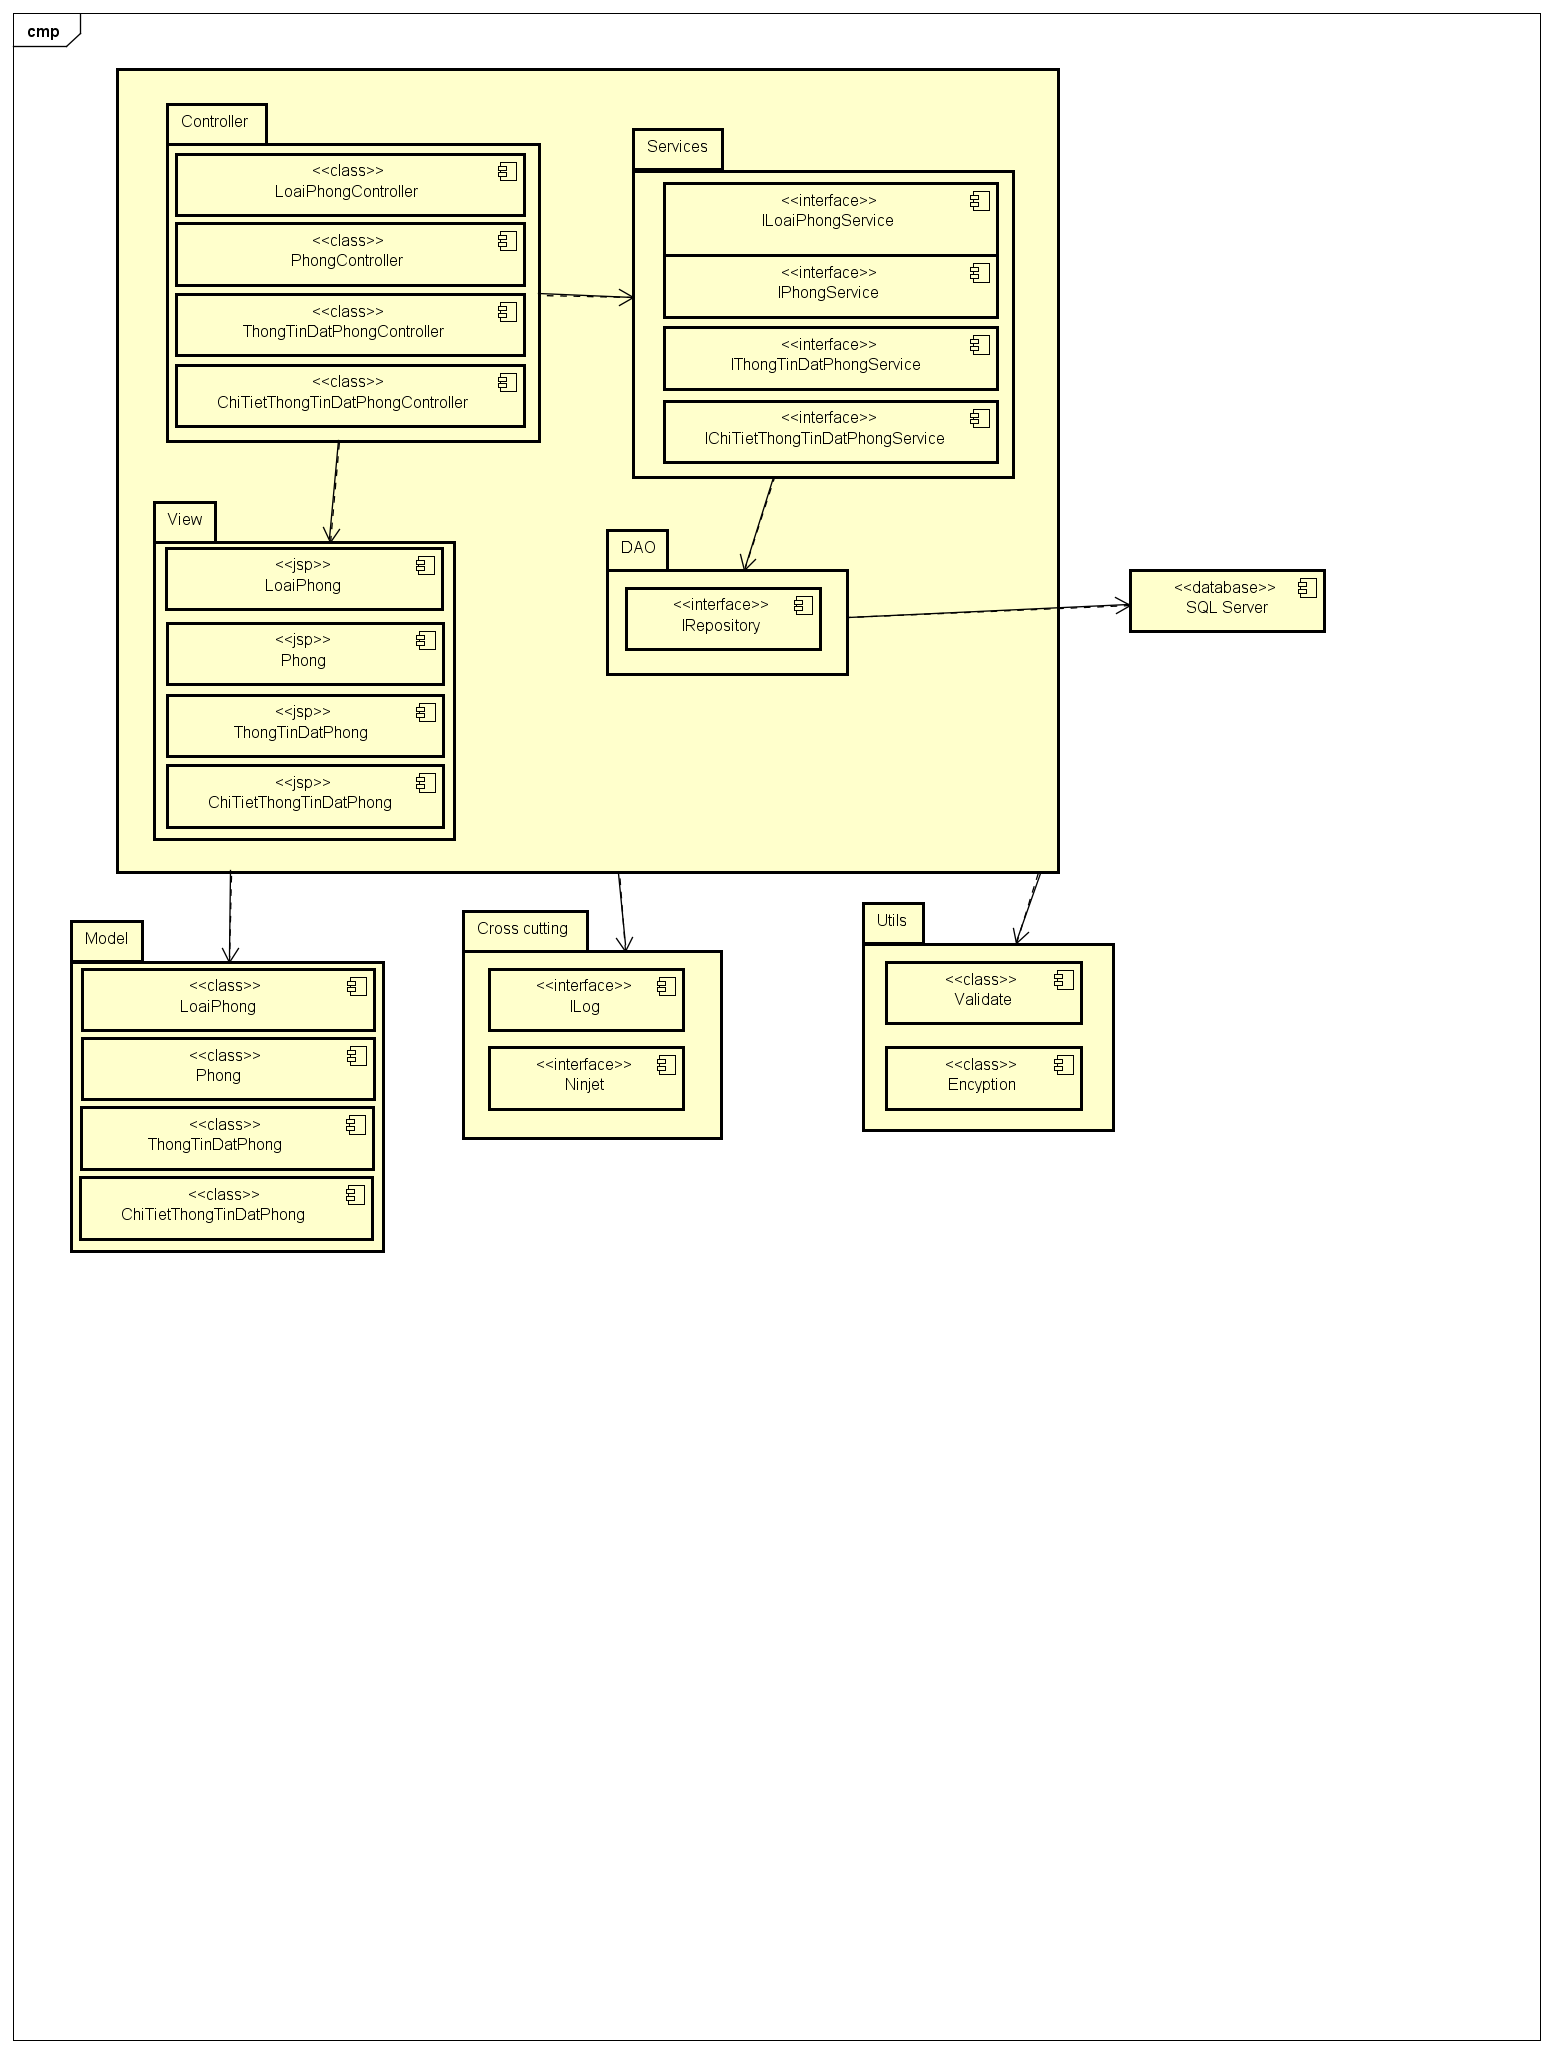 cmp
Controller
<<class>>
LoaiPhongController
<<class>>
PhongController
<<class>>
ThongTinDatPhongController
<<class>>
ChiTietThongTinDatPhongController
Services
<<interface>>
ILoaiPhongService
<<interface>>
IPhongService
<<interface>>
IThongTinDatPhongService
<<interface>>
IChiTietThongTinDatPhongService
View
<<jsp>>
LoaiPhong
<<jsp>>
Phong
<<jsp>>
ThongTinDatPhong
<<jsp>>
ChiTietThongTinDatPhong
DAO
<<interface>>
IRepository
<<database>>
SQL Server
Model
<<class>>
LoaiPhong
<<class>>
Phong
<<class>>
ThongTinDatPhong
<<class>>
ChiTietThongTinDatPhong
Cross cutting
<<interface>>
ILog
<<interface>>
Ninjet
Utils
<<class>>
Validate
<<class>>
Encyption